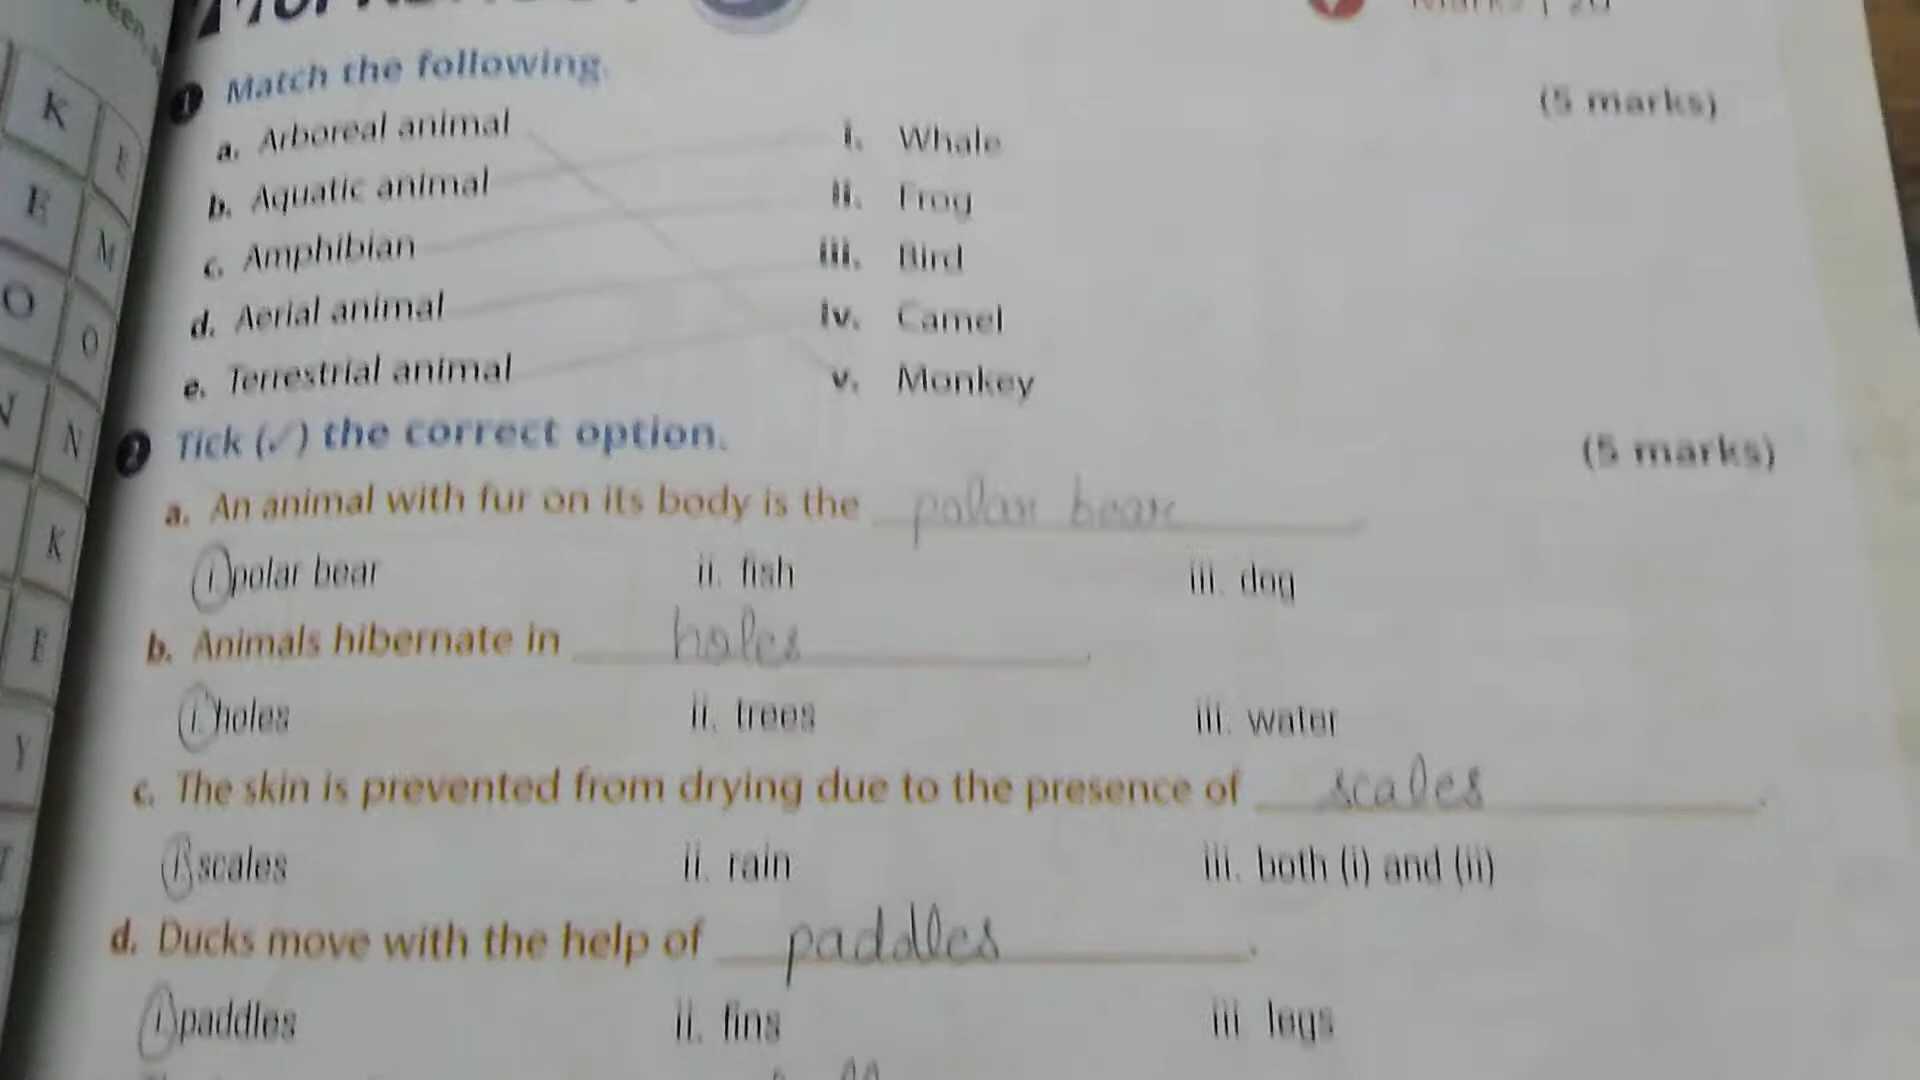 Match the following.
(5 marks)
a. Arboreal animal i. Whale
b. Aquatic animal ii. Frog
c. Amphibian iii. Bird
d. Aerial animal iv. Camel
e. Terrestrial animal v. Monkey
2 Tick (✓) the correct option.
(5 marks)
a. An animal with fur on its body is the polar bear
i. polar bear ii. fish iii. dog
b. Animals hibernate in holes.
i. holes ii. trees iii. water
c. The skin is prevented from drying due to the presence of scales.
i. scales ii. rain iii. both (i) and (ii)
d. Ducks move with the help of paddles.
i. paddles ii. fins iii. legs
K
E
E
M
O
O
N
K
E
Y